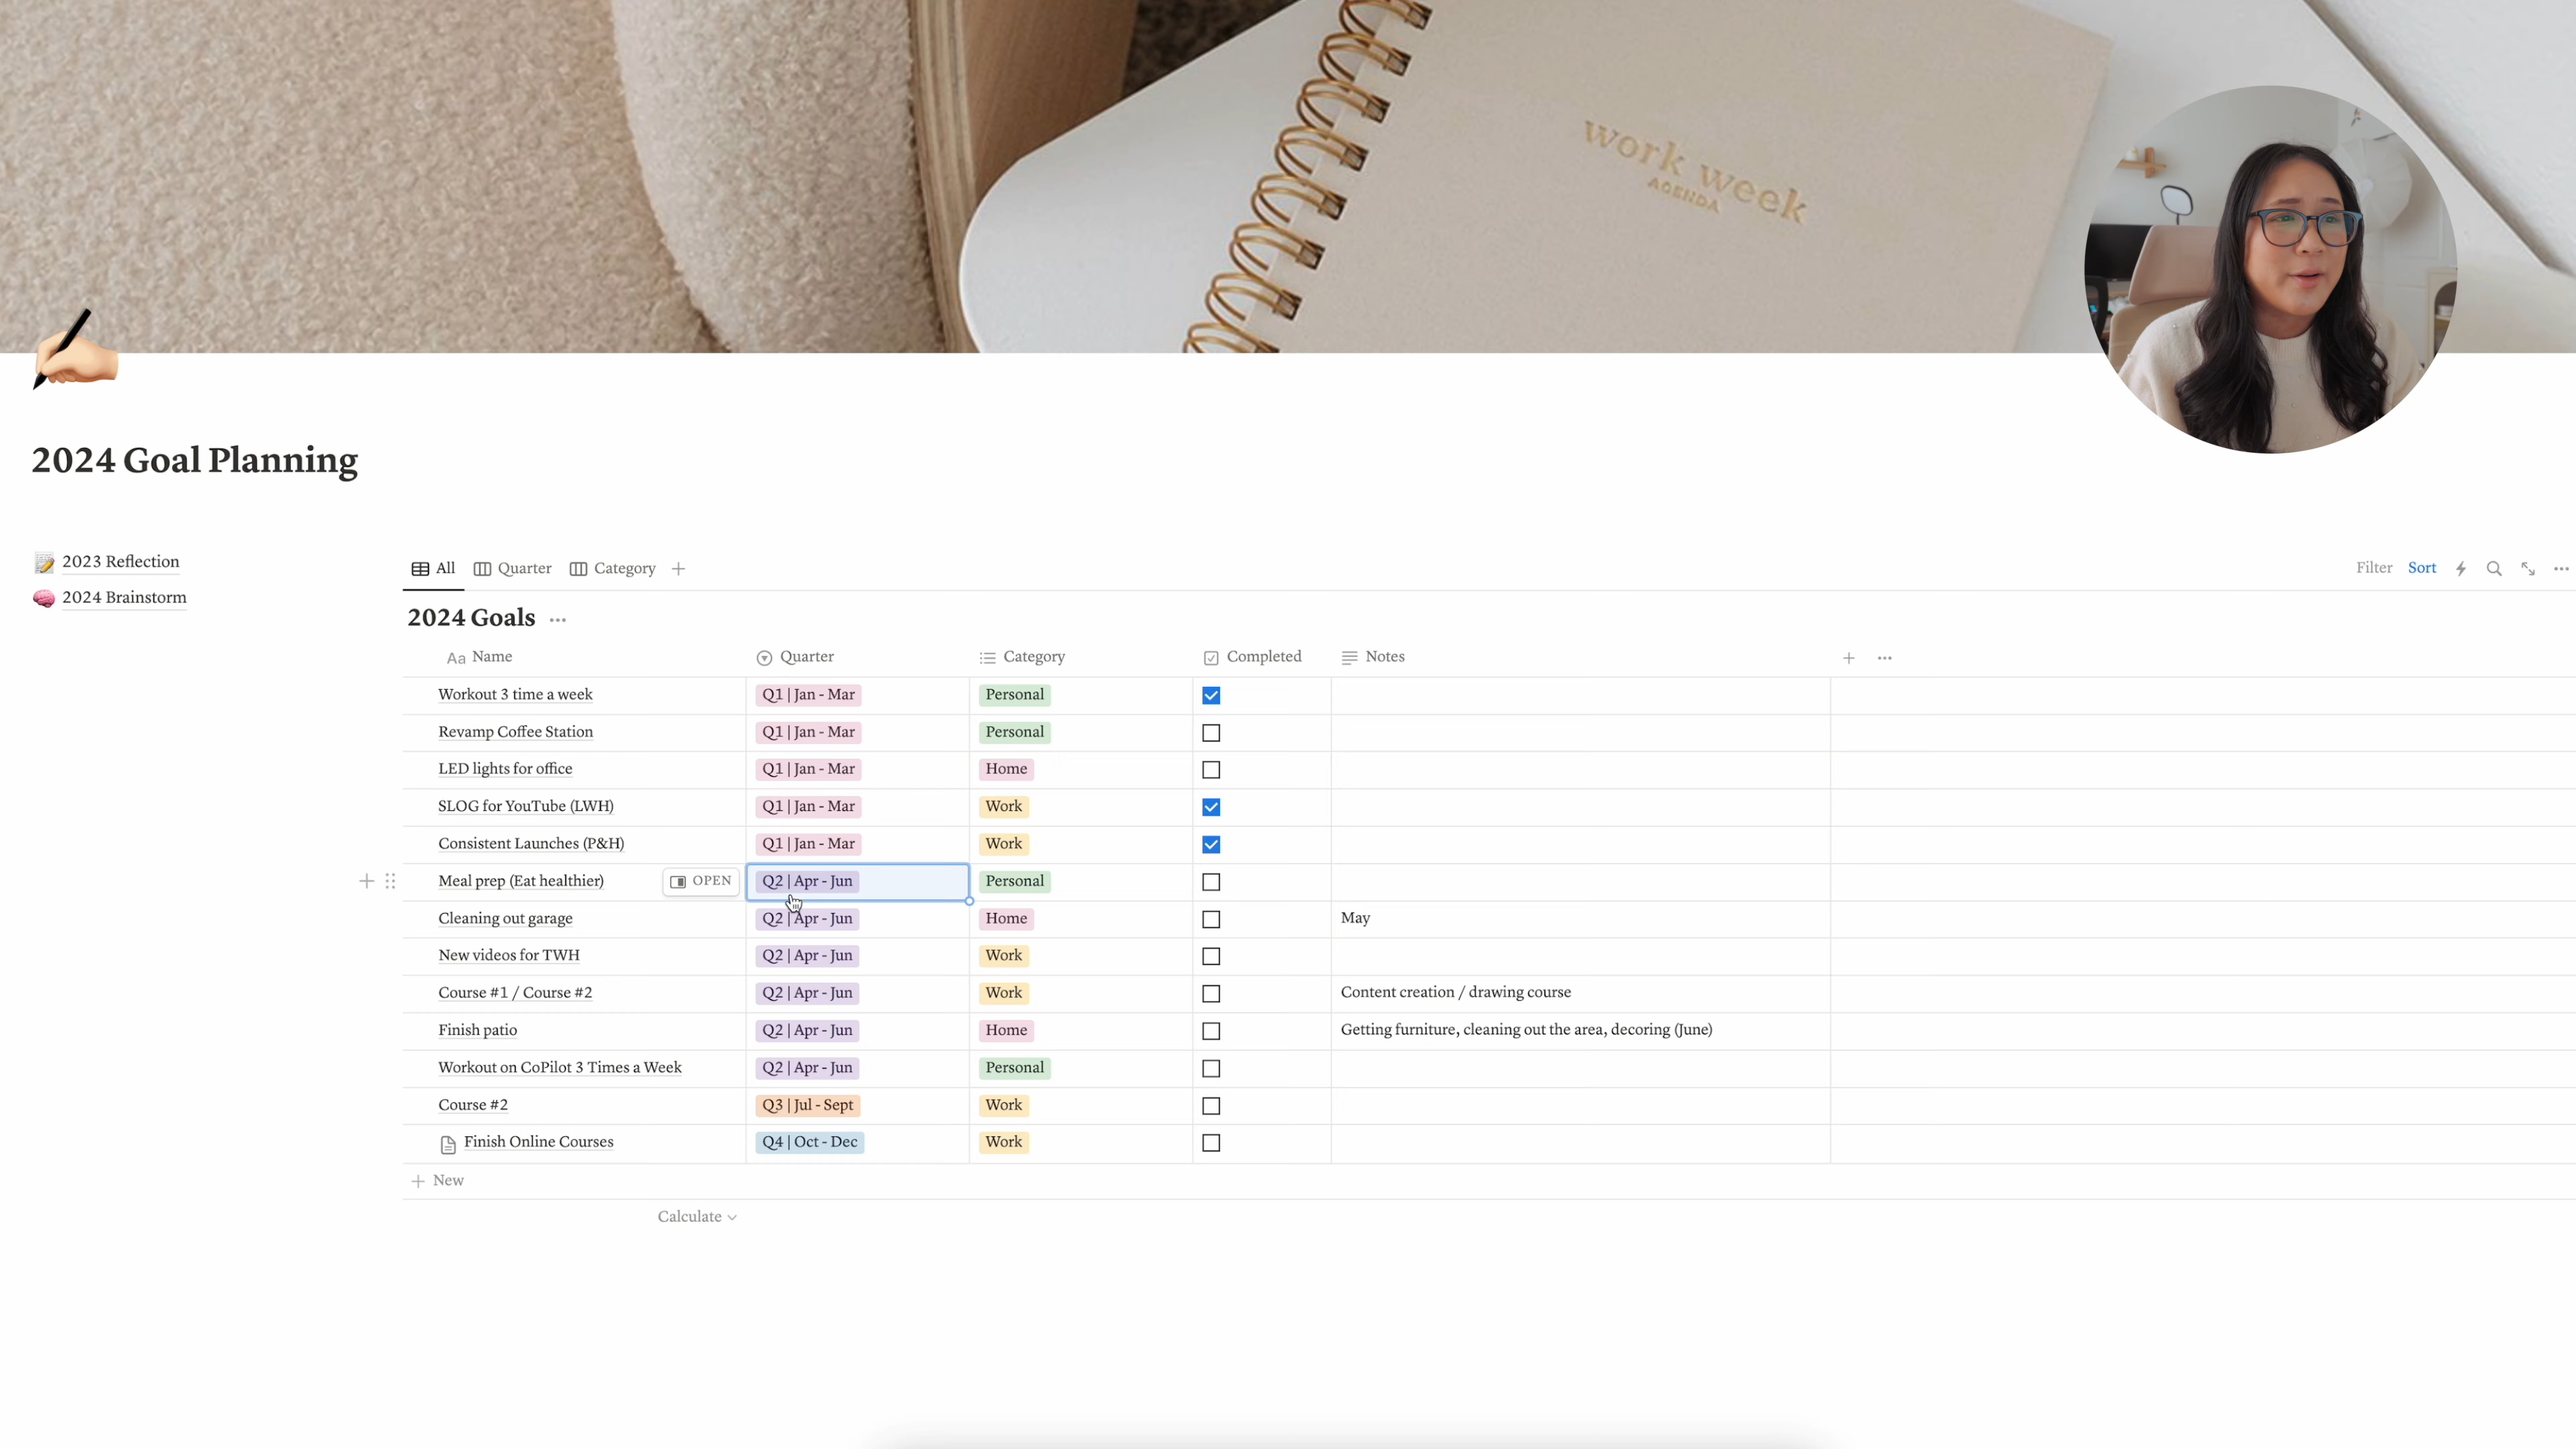 work week
AGENDA
2024 Goal Planning
2023 Reflection
2024 Brainstorm
All Quarter Category
Filter Sort
2024 Goals
Aa Name Quarter Category Completed Notes
Workout 3 time a week Q1 | Jan - Mar Personal
Revamp Coffee Station Q1 | Jan - Mar Personal
LED lights for office Q1 | Jan - Mar Home
SLOG for YouTube (LWH) Q1 | Jan - Mar Work
Consistent Launches (P&H) Q1 | Jan - Mar Work
Meal prep (Eat healthier) OPEN Q2 | Apr - Jun Personal
Cleaning out garage Q2 | Apr - Jun Home May
New videos for TWH Q2 | Apr - Jun Work
Course #1 / Course #2 Q2 | Apr - Jun Work Content creation / drawing course
Finish patio Q2 | Apr - Jun Home Getting furniture, cleaning out the area, decoring (June)
Workout on CoPilot 3 Times a Week Q2 | Apr - Jun Personal
Course #2 Q3 | Jul - Sept Work
Finish Online Courses Q4 | Oct - Dec Work
+ New
Calculate